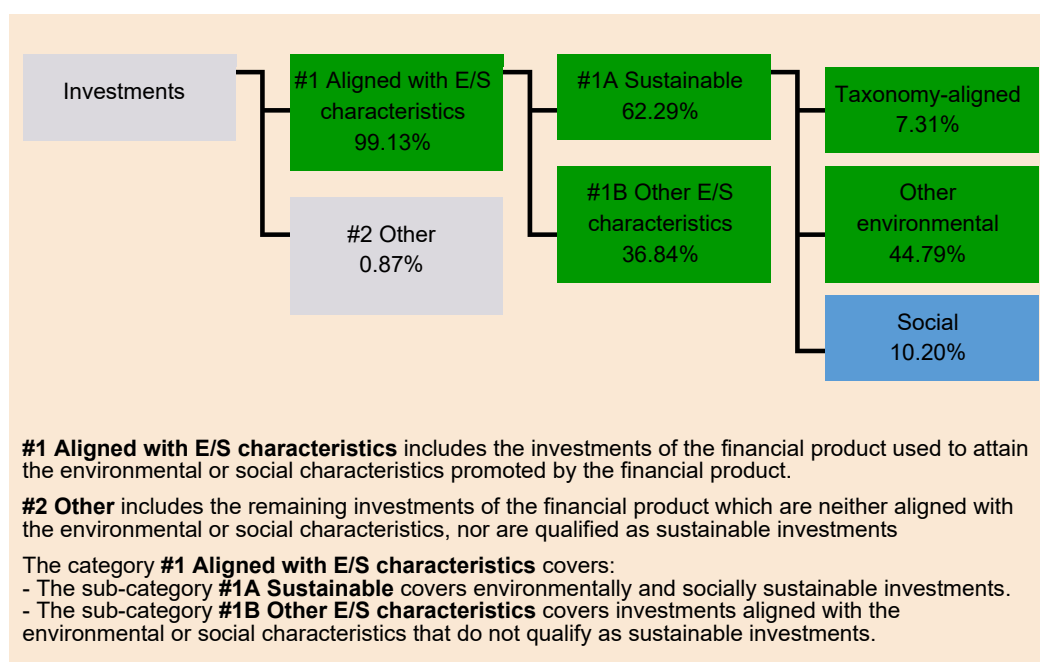 Investments
#1 Aligned with E/S
characteristics
99.13%
#2 Other
0.87%
#1A Sustainable
62.29%
#1B Other E/S
characteristics
36.84%
Taxonomy-aligned
7.31%
Other
environmental
44.79%
Social
10.20%
#1 Aligned with E/S characteristics includes the investments of the financial product used to attain
the environmental or social characteristics promoted by the financial product.
#2 Other includes the remaining investments of the financial product which are neither aligned with
the environmental or social characteristics, nor are qualified as sustainable investments
The category #1 Aligned with E/S characteristics covers:
- The sub-category #1A Sustainable covers environmentally and socially sustainable investments.
- The sub-category #1B Other E/S characteristics covers investments aligned with the
environmental or social characteristics that do not qualify as sustainable investments.